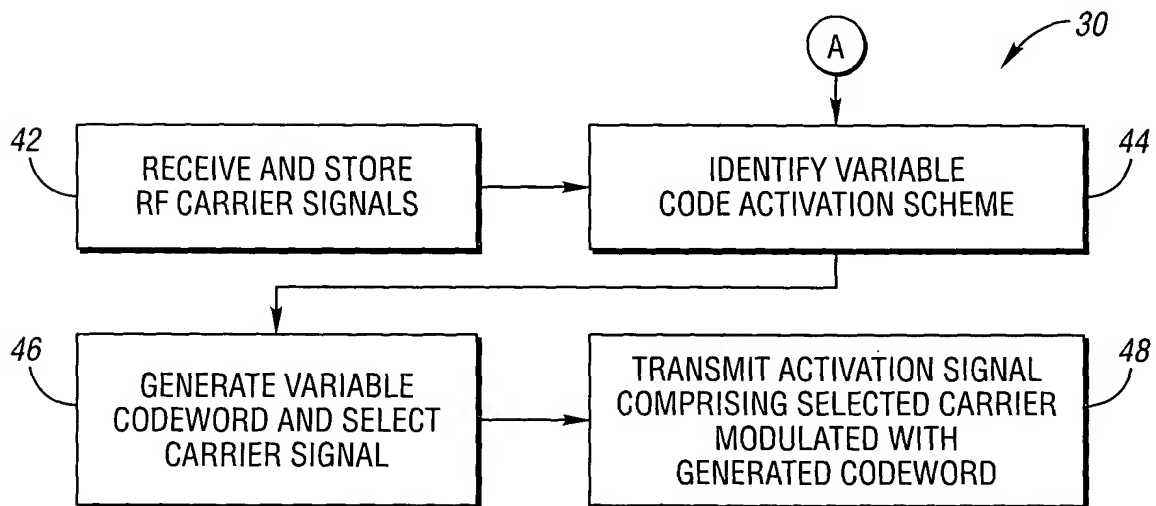 A
30
42
RECEIVE AND STORE
RF CARRIER SIGNALS
IDENTIFY VARIABLE
CODE ACTIVATION SCHEME
44
46
GENERATE VARIABLE
CODEWORD AND SELECT
CARRIER SIGNAL
TRANSMIT ACTIVATION SIGNAL
COMPRISING SELECTED CARRIER
MODULATED WITH
GENERATED CODEWORD
48